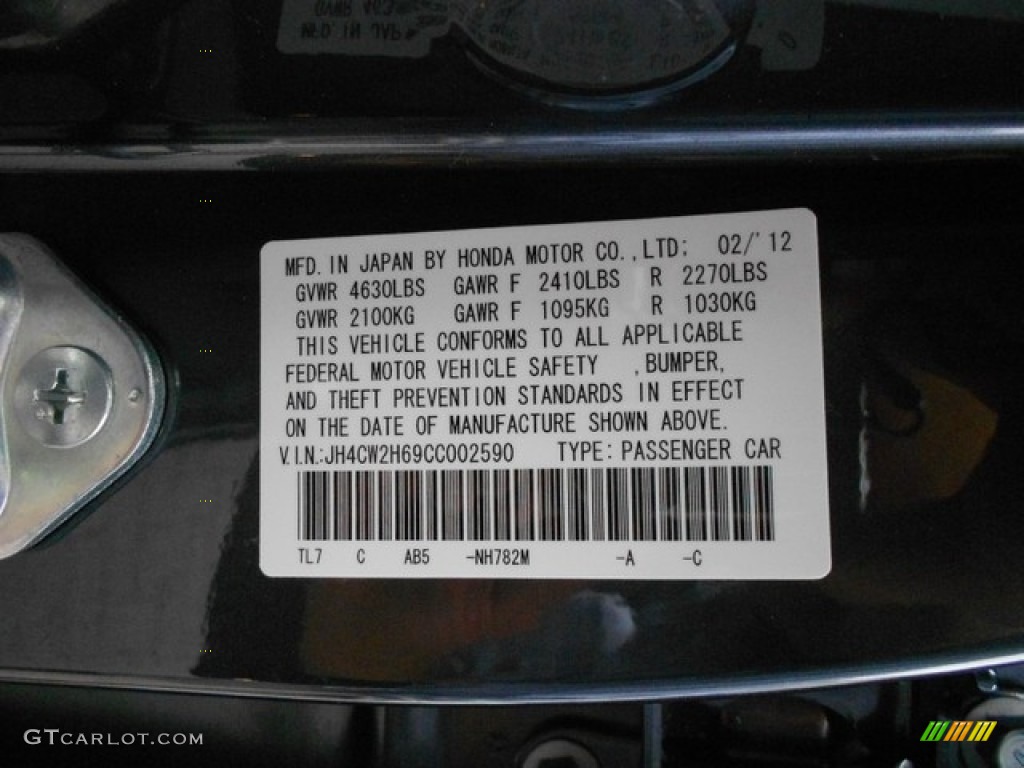 MFD. IN JAPAN BY HONDA MOTOR CO.,LTD; 02/'12
GVWR 4630LBS GAWR F 2410LBS R 2270LBS
GVWR 2100KG GAWR F 1095KG R 1030KG
THIS VEHICLE CONFORMS TO ALL APPLICABLE
FEDERAL MOTOR VEHICLE SAFETY ,BUMPER,
AND THEFT PREVENTION STANDARDS IN EFFECT
ON THE DATE OF MANUFACTURE SHOWN ABOVE.
V.I.N.:JH4CW2H69CC002590 TYPE: PASSENGER CAR
TL7 C AB5 -NH782M -A -C
GTCARLOT.COM